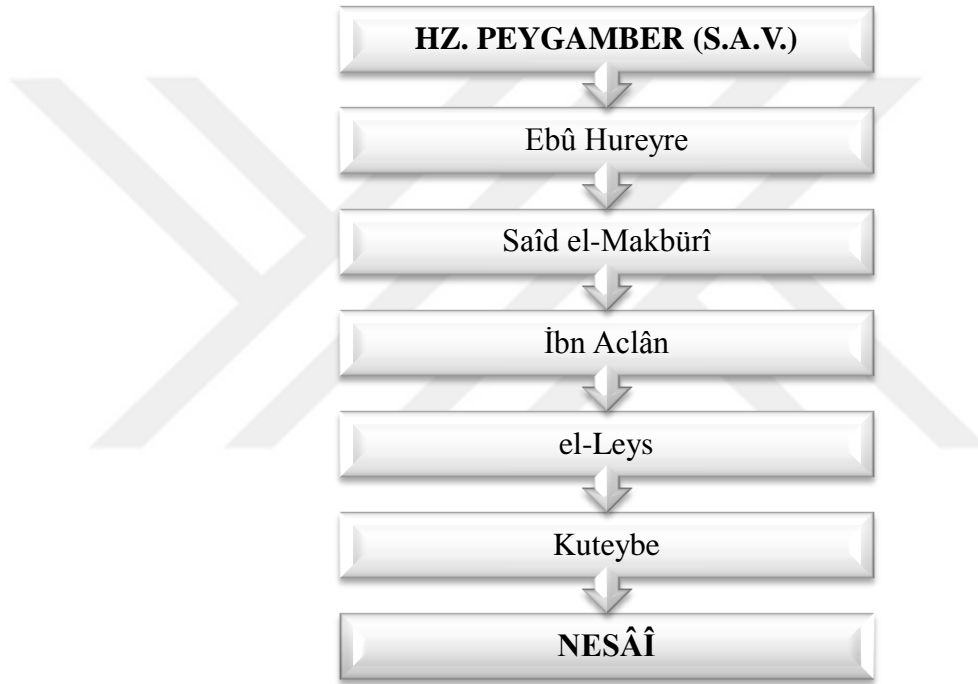 HZ. PEYGAMBER (S.A.V.)
Ebû Hureyre
Saîd el-Makbürî
İbn Aclân
el-Leys
Kuteybe
NESÂÎ